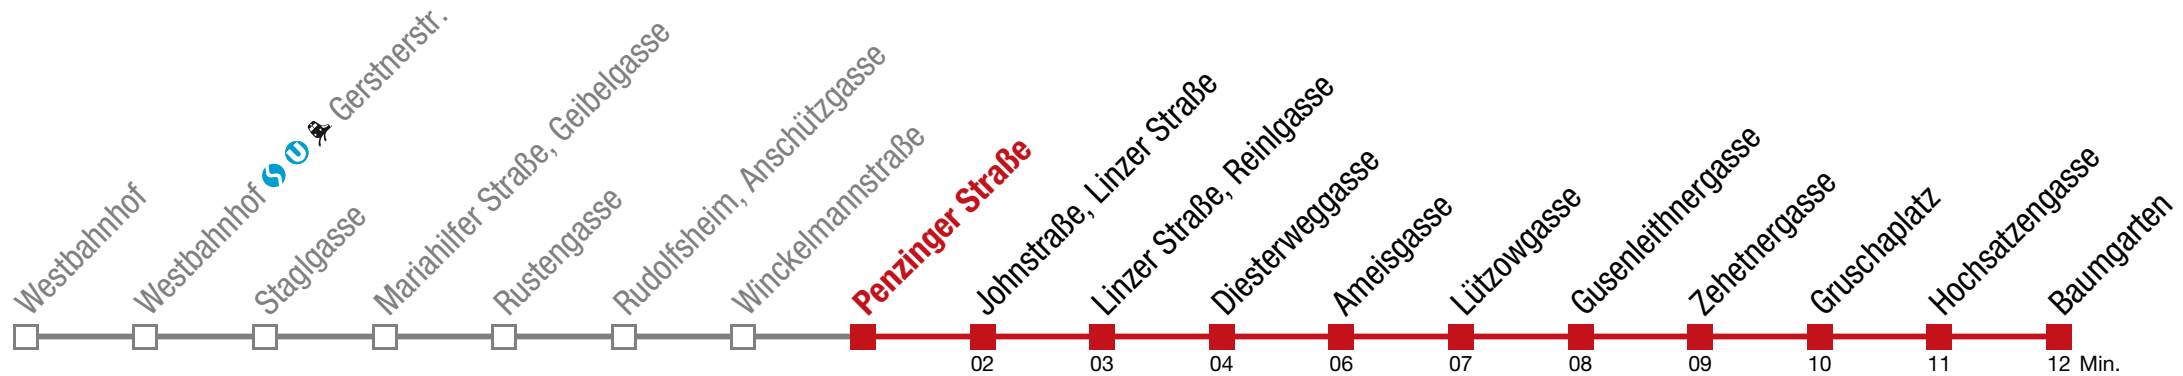 Westbahnhof
Westbahnhof S U Gerstnerstr.
Staglgasse
Mariahilfer Straße, Geibelgasse
Rustengasse
Rudolfsheim, Anschützgasse
Winckelmannstraße
Penzinger Straße
Johnstraße, Linzer Straße
Linzer Straße, Reinlgasse
Diesterweggasse
Ameisgasse
Lützowgasse
Gusenleithnergasse
Zehetnergasse
Gruschaplatz
Hochsatzengasse
Baumgarten
02 03 04 06 07 08 09 10 11 12 Min.